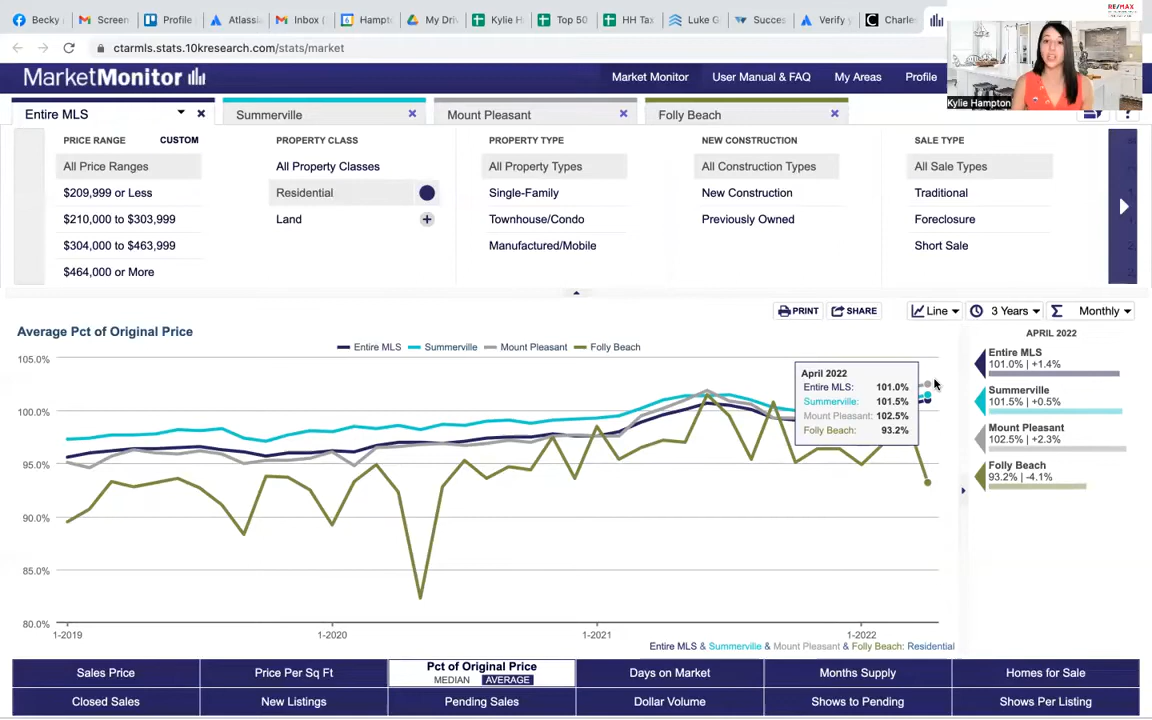 Becky
Screen
Profile
Atlassi
Inbox (
Hampt
My Driv
Kylie H
Top 50
HH Tax
Luke G
Succes
Verify y
Charle
RE/MAX
ctarmls.stats.10kresearch.com/stats/market
MarketMonitor
Market Monitor
User Manual & FAQ
My Areas
Profile
Kylie Hampton
Entire MLS
Summerville
Mount Pleasant
Folly Beach
?
PRICE RANGE
CUSTOM
All Price Ranges
$209,999 or Less
$210,000 to $303,999
$304,000 to $463,999
$464,000 or More
PROPERTY CLASS
All Property Classes
Residential
Land
PROPERTY TYPE
All Property Types
Single-Family
Townhouse/Condo
Manufactured/Mobile
NEW CONSTRUCTION
All Construction Types
New Construction
Previously Owned
SALE TYPE
All Sale Types
Traditional
Foreclosure
Short Sale
PRINT
SHARE
Line
3 Years
Monthly
Average Pct of Original Price
Entire MLS
Summerville
Mount Pleasant
Folly Beach
105.0%
100.0%
95.0%
90.0%
85.0%
80.0%
1-2019
1-2020
1-2021
1-2022
April 2022
Entire MLS: 101.0%
Summerville: 101.5%
Mount Pleasant: 102.5%
Folly Beach: 93.2%
APRIL 2022
Entire MLS
101.0% | +1.4%
Summerville
101.5% | +0.5%
Mount Pleasant
102.5% | +2.3%
Folly Beach
93.2% | -4.1%
Entire MLS & Summerville & Mount Pleasant & Folly Beach: Residential
Sales Price
Price Per Sq Ft
Pct of Original Price
MEDIAN AVERAGE
Days on Market
Months Supply
Homes for Sale
Closed Sales
New Listings
Pending Sales
Dollar Volume
Shows to Pending
Shows Per Listing